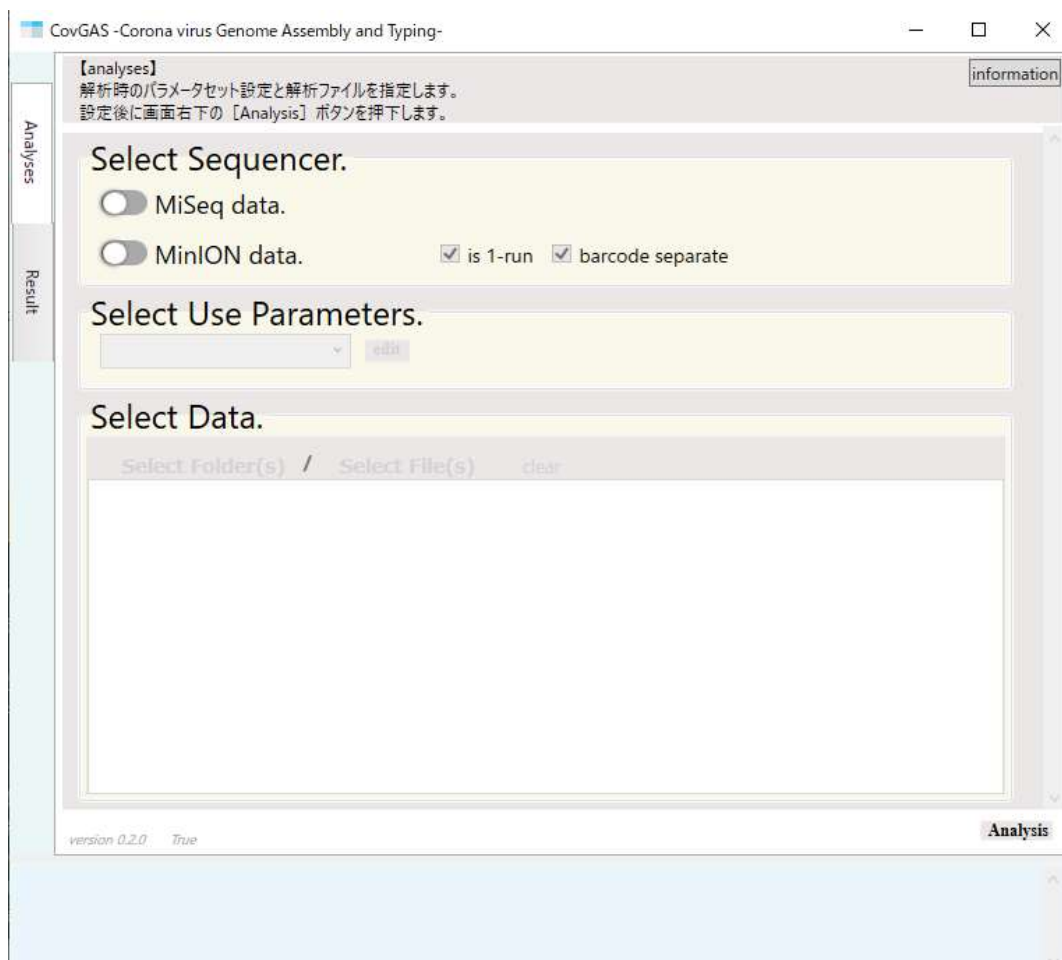 CovGAS -Corona virus Genome Assembly and Typing-
【analyses】
解析時のパラメータセット設定と解析ファイルを指定します。
設定後に画面右下の［Analysis］ボタンを押下します。
information
Analyses
Result
Select Sequencer.
MiSeq data.
MinION data.
is 1-run
barcode separate
Select Use Parameters.
edit
Select Data.
Select Folder(s) / Select File(s) clear
version 0.2.0 True
Analysis